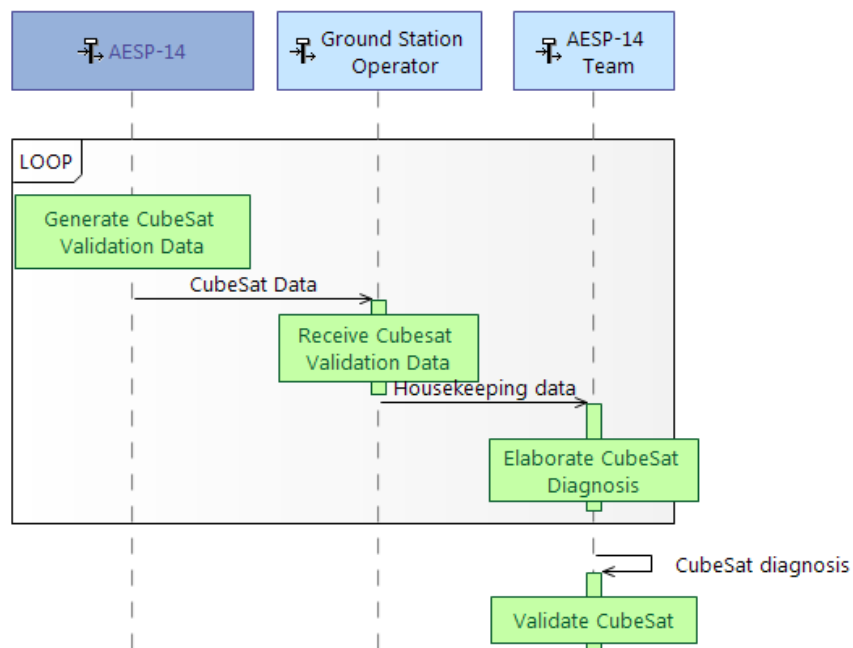 AESP-14
Ground Station
Operator
AESP-14
Team
LOOP
Generate CubeSat
Validation Data
CubeSat Data
Receive Cubesat
Validation Data
Housekeeping data
Elaborate CubeSat
Diagnosis
CubeSat diagnosis
Validate CubeSat